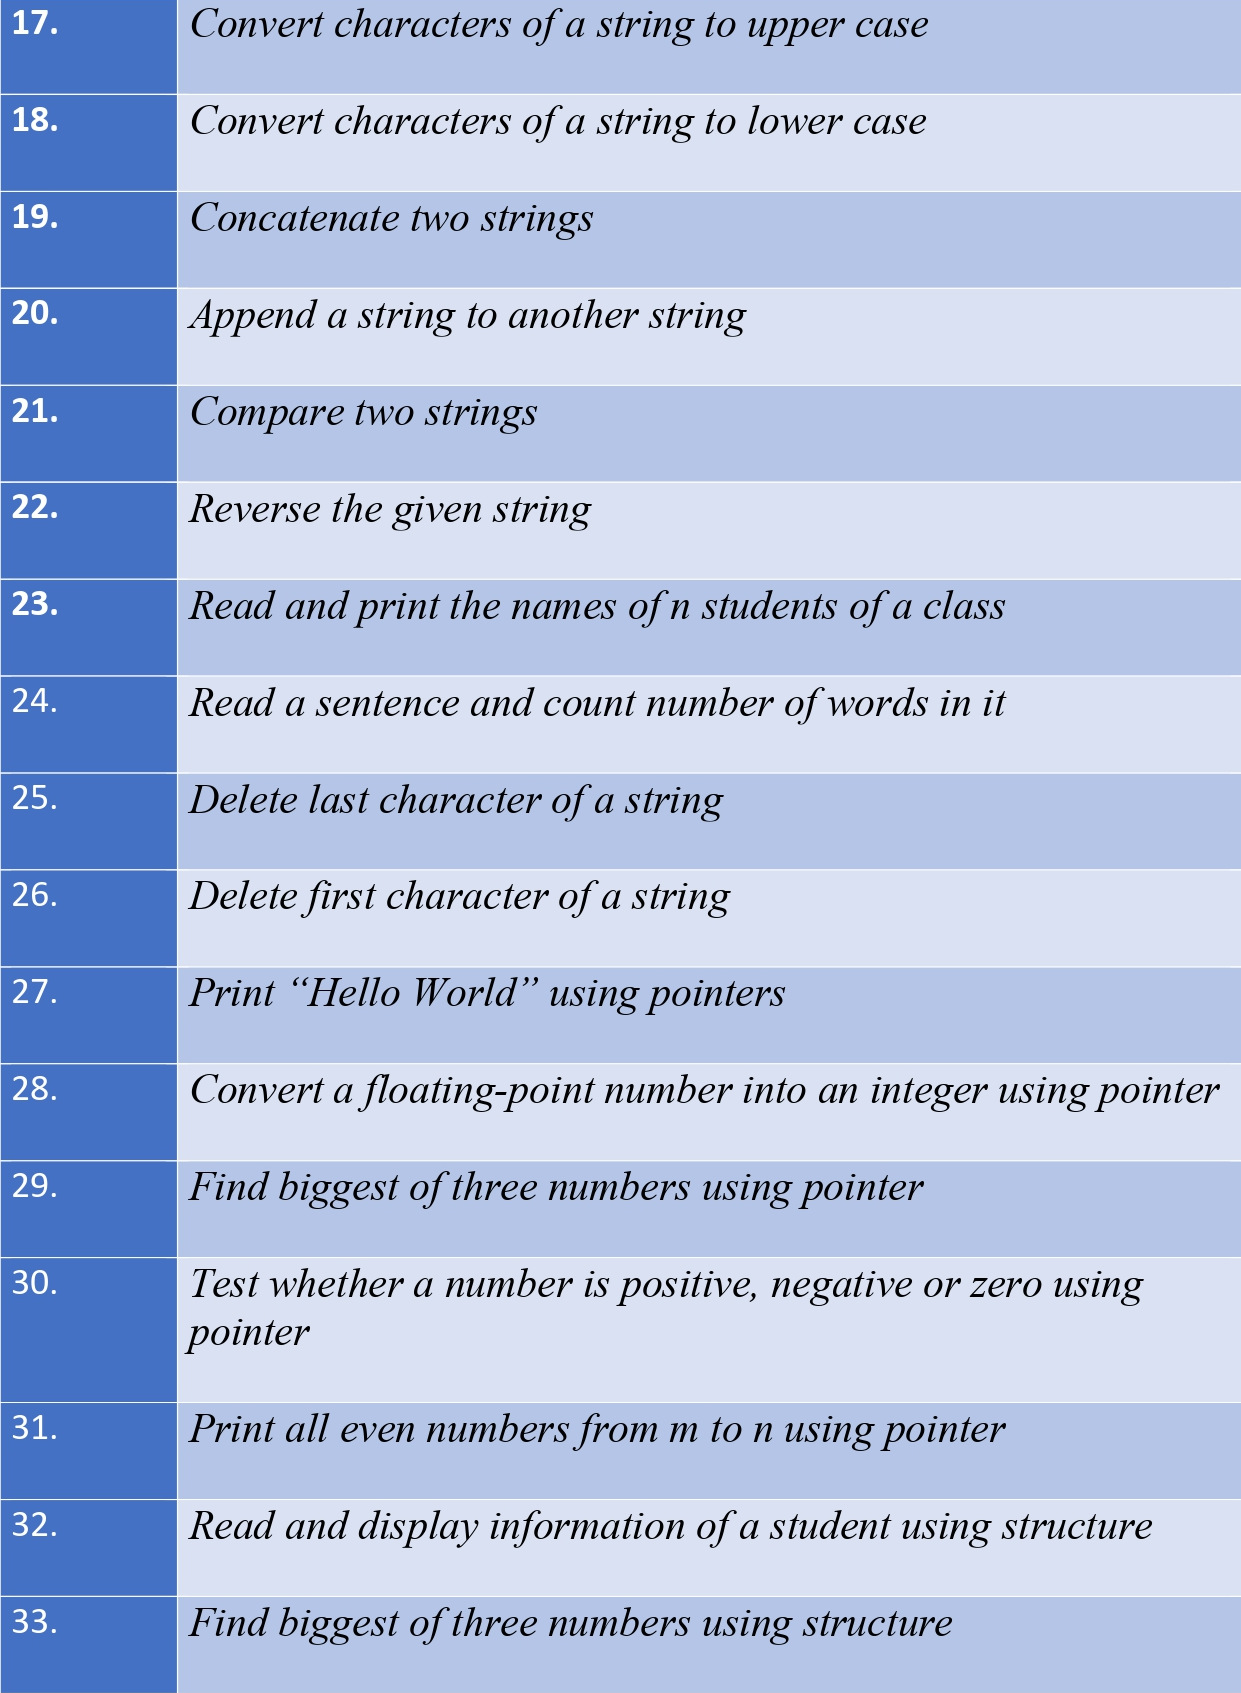 17. Convert characters of a string to upper case
18. Convert characters of a string to lower case
19. Concatenate two strings
20. Append a string to another string
21. Compare two strings
22. Reverse the given string
23. Read and print the names of n students of a class
24. Read a sentence and count number of words in it
25. Delete last character of a string
26. Delete first character of a string
27. Print “Hello World” using pointers
28. Convert a floating-point number into an integer using pointer
29. Find biggest of three numbers using pointer
30. Test whether a number is positive, negative or zero using
pointer
31. Print all even numbers from m to n using pointer
32. Read and display information of a student using structure
33. Find biggest of three numbers using structure